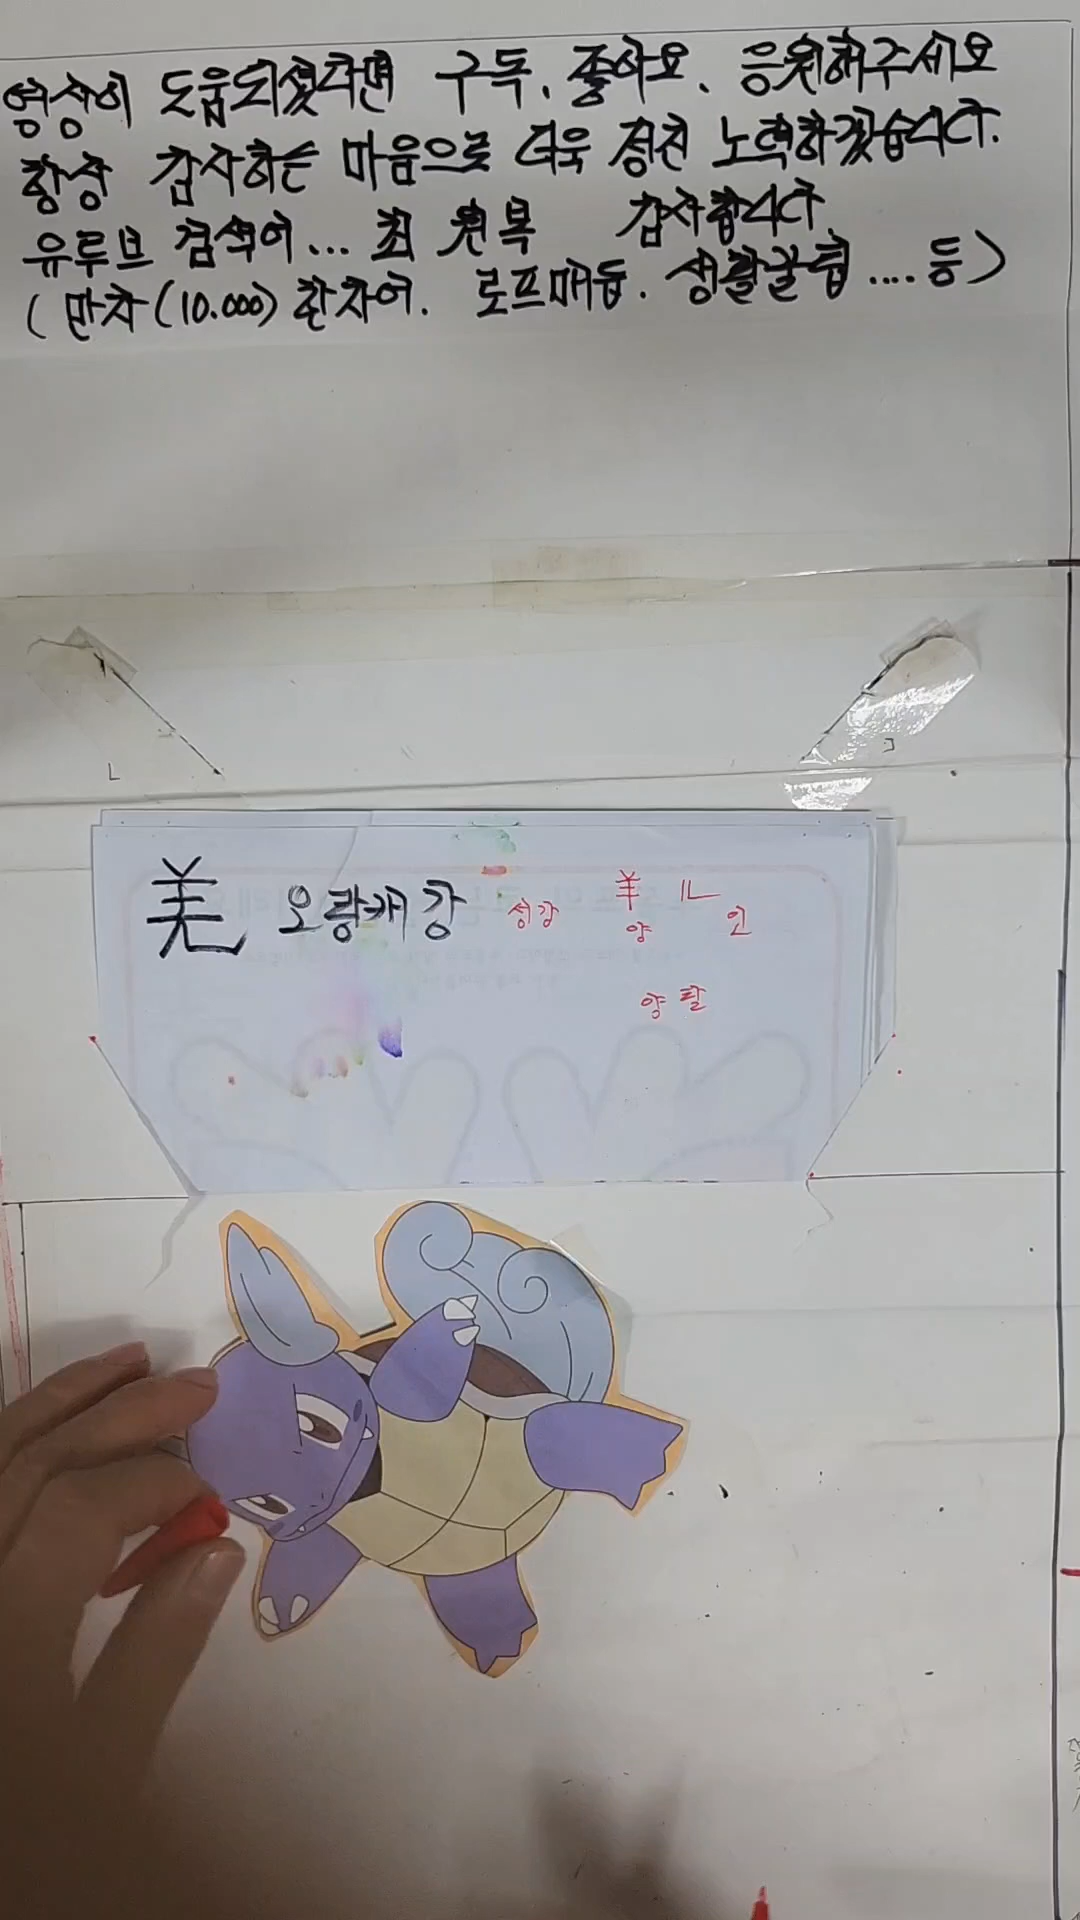 영상이 도움되셨다면 구독, 좋아요, 응원해주세요
항상 감사하는 마음으로 더욱 정진 노력하겠습니다.
유튜브 검색어... 최 원복 감사합니다
(만자(10.000) 한자어. 로프매듭. 생활꿀팁 .... 등)
羌 오랑캐 강 성강 羊 儿
양 인
양 탈